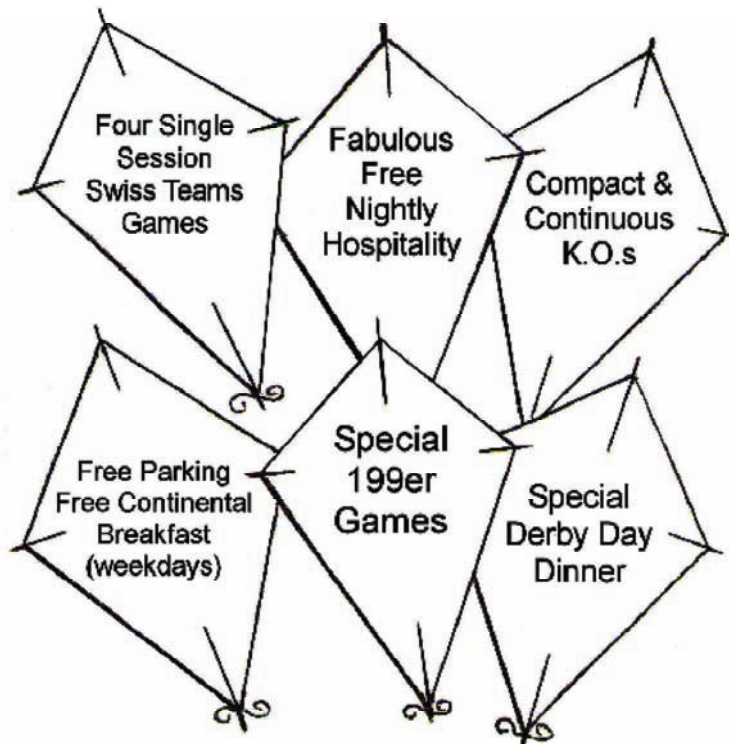 Four Single
Session
Swiss Teams
Games
Fabulous
Free
Nightly
Hospitality
Compact &
Continuous
K.O.s
Free Parking
Free Continental
Breakfast
(weekdays)
Special
199er
Games
Special
Derby Day
Dinner